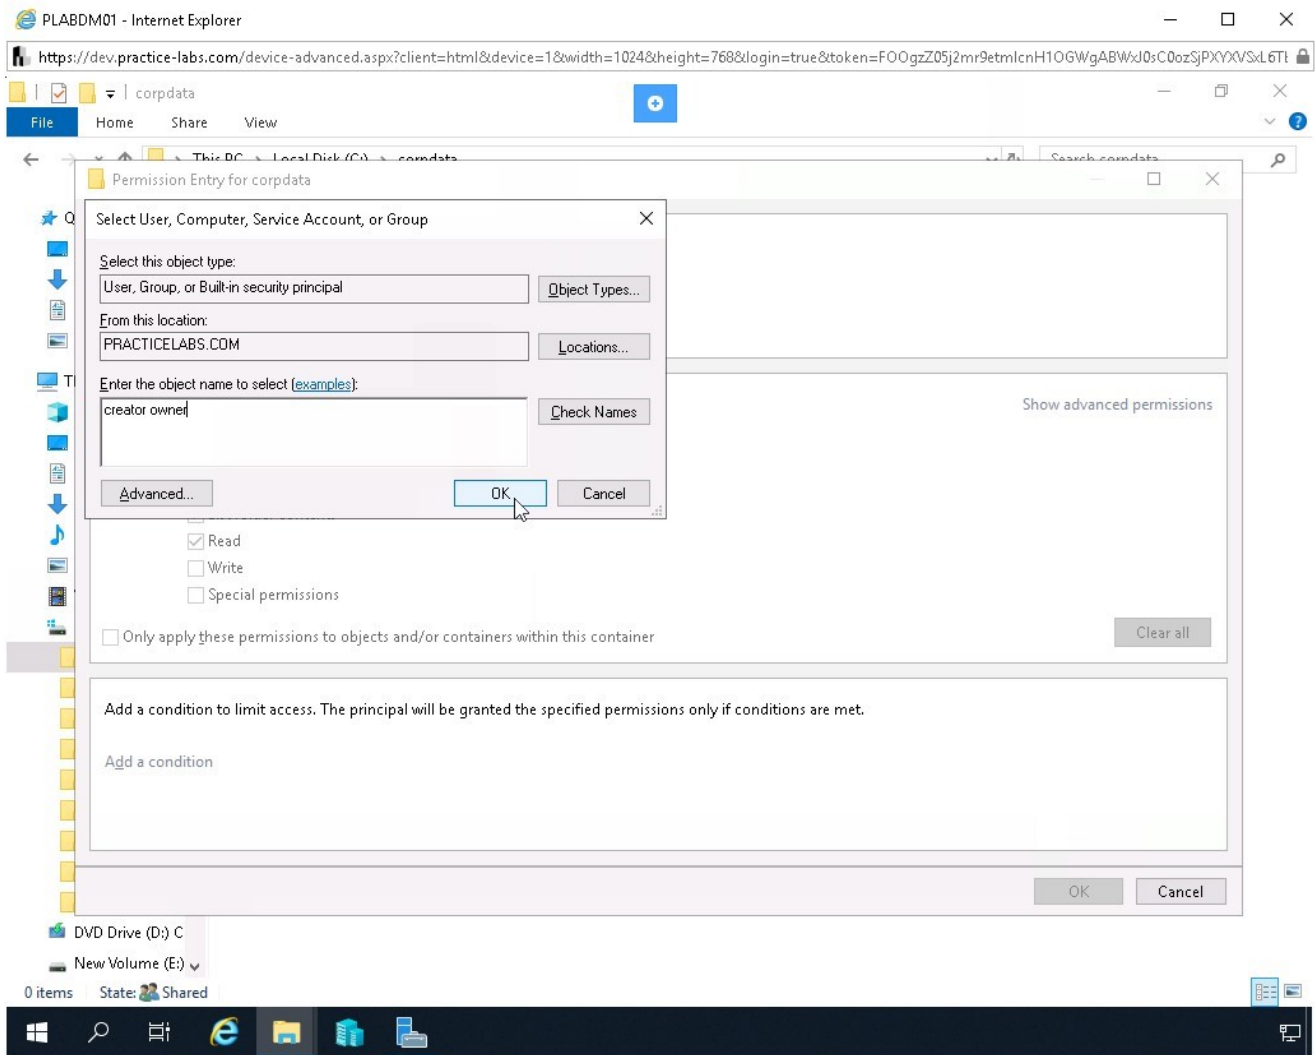 PLABDM01 - Internet Explorer
https://dev.practice-labs.com/device-advanced.aspx?client=html&device=1&width=1024&height=768&login=true&token=
corpdata
File Home Share View
This PC Local Disk (C:) corpdata
Search corpdata
Permission Entry for corpdata
Select User, Computer, Service Account, or Group
Select this object type:
User, Group, or Built-in security principal
Object Types...
From this location:
PRACTICELABS.COM
Locations...
Enter the object name to select (examples):
creator owner
Check Names
Show advanced permissions
Advanced...
OK
Cancel
Read
Write
Special permissions
Only apply these permissions to objects and/or containers within this container
Clear all
Add a condition to limit access. The principal will be granted the specified permissions only if conditions are met.
Add a condition
OK
Cancel
DVD Drive (D:) C
New Volume (E:)
0 items State: Shared